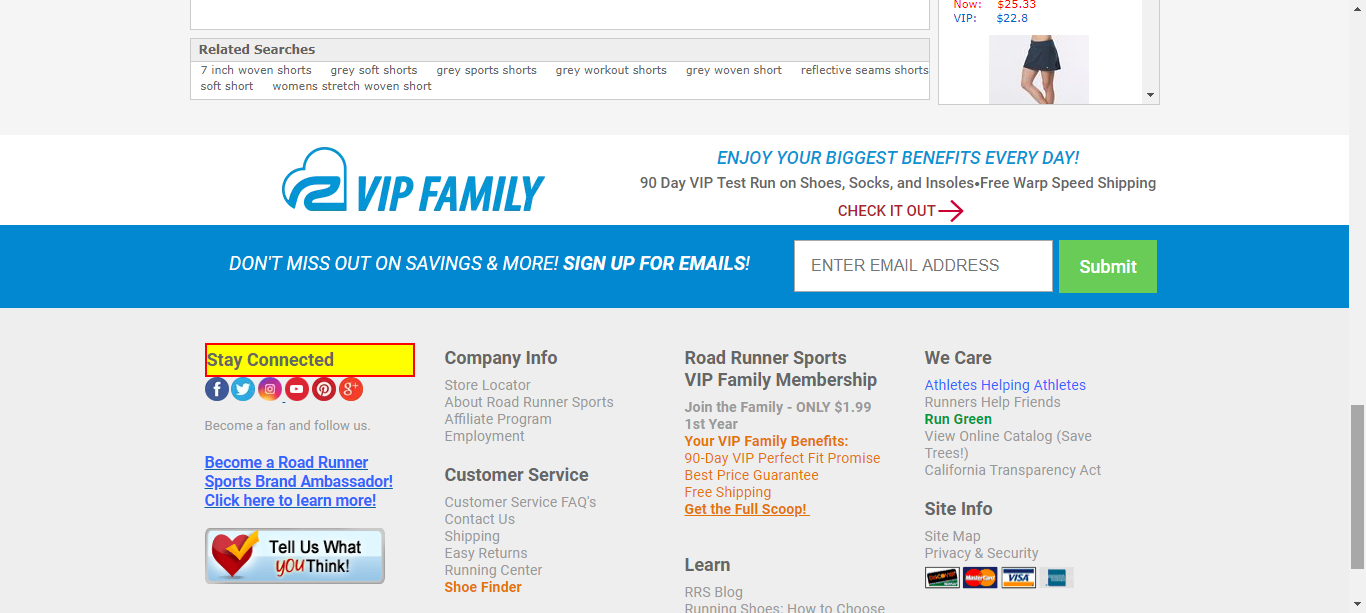 Now: $25.33
VIP: $22.8
Related Searches
7 inch woven shorts grey soft shorts grey sports shorts grey workout shorts grey woven short reflective seams shorts
soft short womens stretch woven short
VIP FAMILY
ENJOY YOUR BIGGEST BENEFITS EVERY DAY!
90 Day VIP Test Run on Shoes, Socks, and Insoles•Free Warp Speed Shipping
CHECK IT OUT
DON'T MISS OUT ON SAVINGS & MORE! SIGN UP FOR EMAILS!
ENTER EMAIL ADDRESS
Submit
Stay Connected
Become a fan and follow us.
Become a Road Runner
Sports Brand Ambassador!
Click here to learn more!
Tell Us What
YOU Think!
Company Info
Store Locator
About Road Runner Sports
Affiliate Program
Employment
Customer Service
Customer Service FAQ's
Contact Us
Shipping
Easy Returns
Running Center
Shoe Finder
Road Runner Sports
VIP Family Membership
Join the Family - ONLY $1.99
1st Year
Your VIP Family Benefits:
90-Day VIP Perfect Fit Promise
Best Price Guarantee
Free Shipping
Get the Full Scoop!
Learn
RRS Blog
Running Shoes: How to Choose
We Care
Athletes Helping Athletes
Runners Help Friends
Run Green
View Online Catalog (Save
Trees!)
California Transparency Act
Site Info
Site Map
Privacy & Security
DISCOVER MasterCard VISA